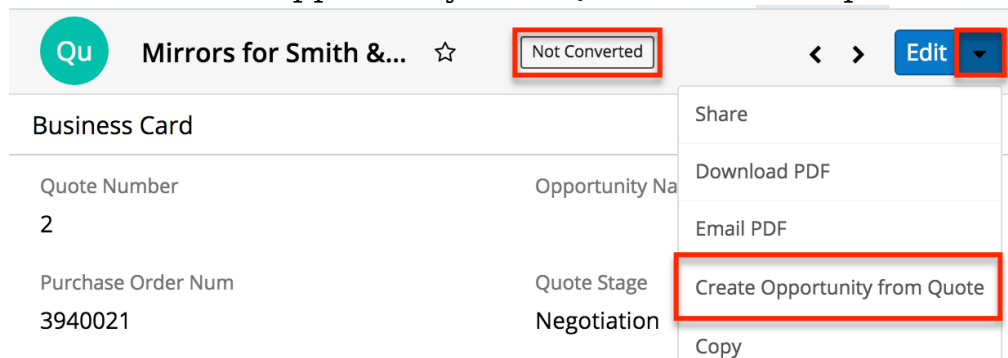 Qu Mirrors for Smith &... Not Converted Edit
Business Card
Share
Download PDF
Quote Number
Opportunity Na
2
Email PDF
Purchase Order Num
Quote Stage
Create Opportunity from Quote
3940021
Negotiation
Copy